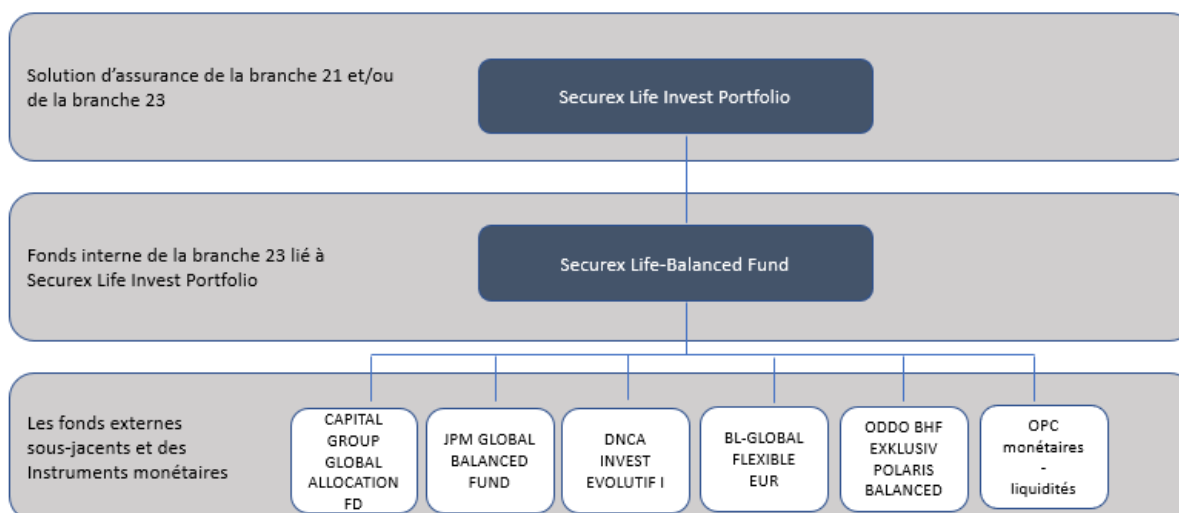 Solution d'assurance de la branche 21 et/ou
de la branche 23
Securex Life Invest Portfolio
Fonds interne de la branche 23 lié à
Securex Life Invest Portfolio
Securex Life-Balanced Fund
Les fonds externes
sous-jacents et des
Instruments monétaires
CAPITAL
GROUP
GLOBAL
ALLOCATION
FD
JPM GLOBAL
BALANCED
FUND
DNCA
INVEST
EVOLUTIF I
BL-GLOBAL
FLEXIBLE
EUR
ODDO BHF
EXKLUSIV
POLARIS
BALANCED
OPC
monétaires
-
liquidités